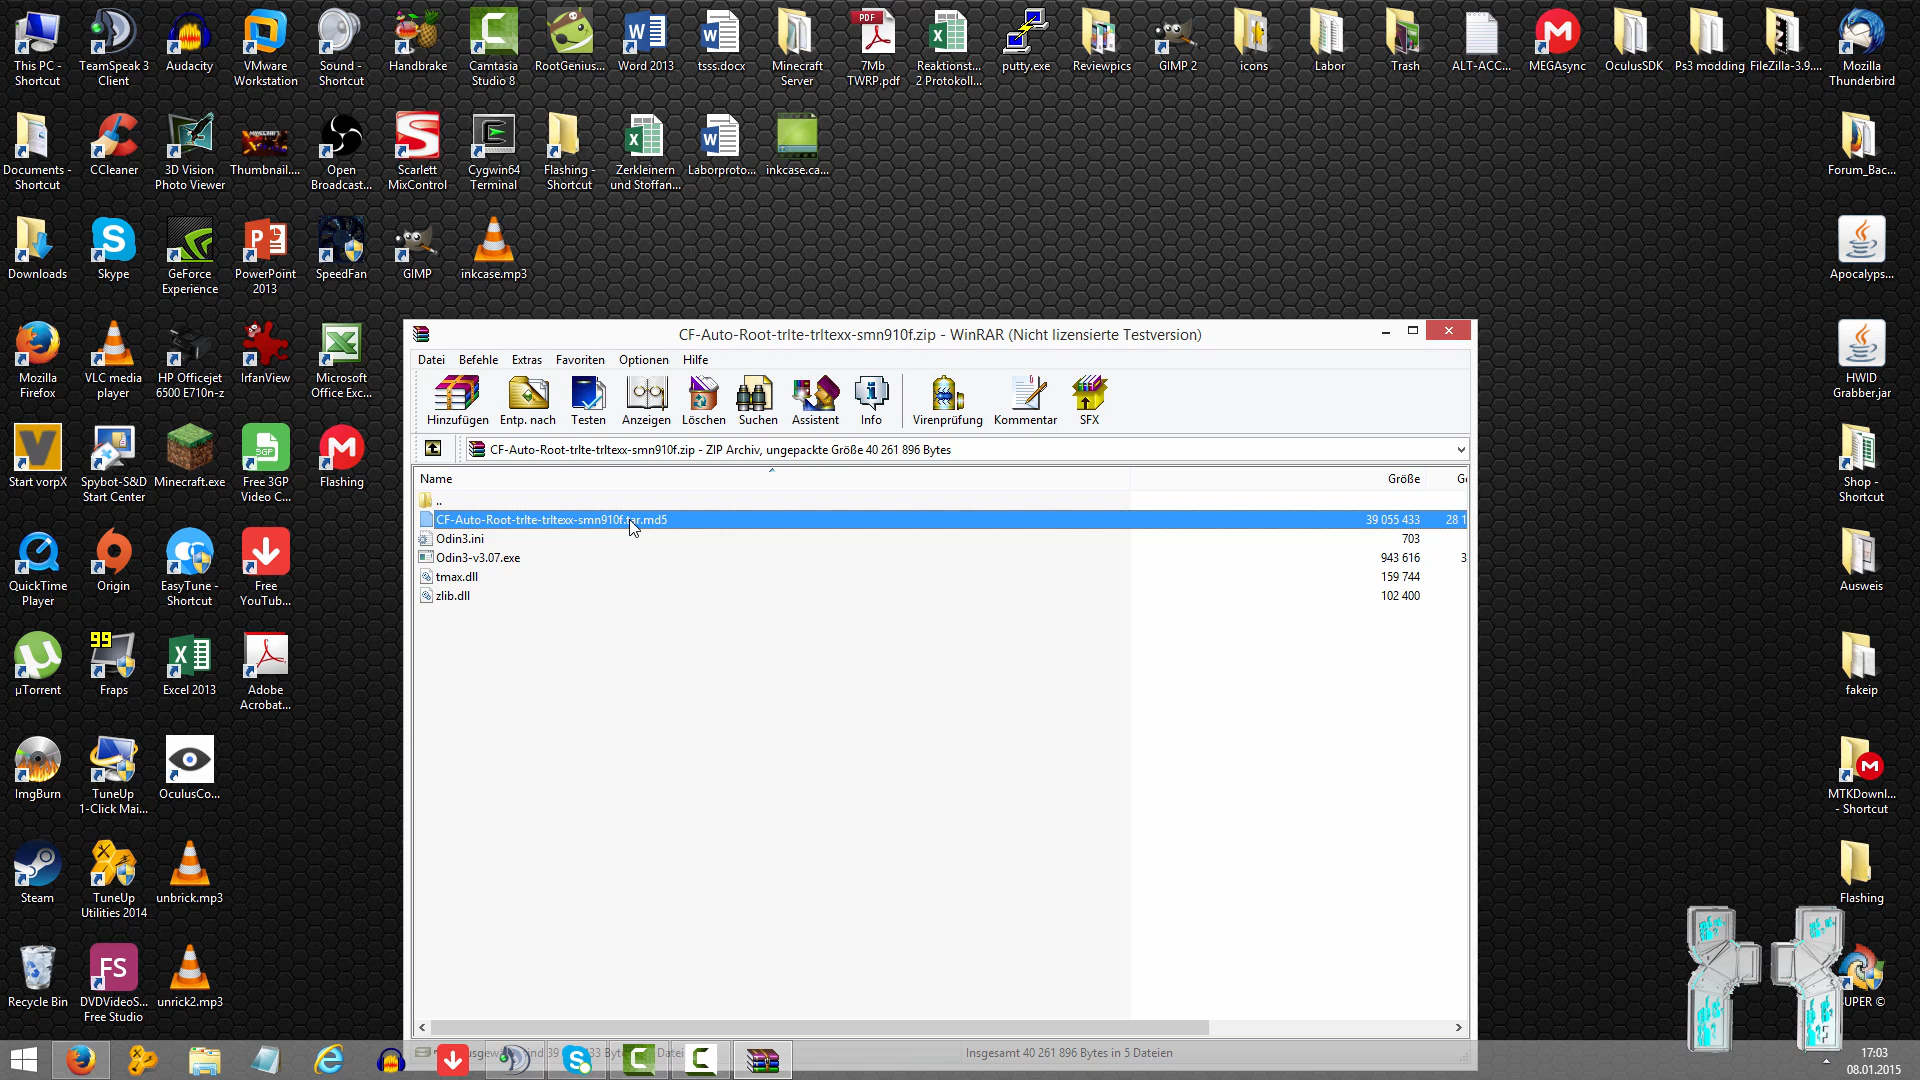 This PC -
Shortcut
TeamSpeak 3
Client
Audacity
VMware
Workstation
Sound -
Shortcut
Handbrake
Camtasia
Studio 8
RootGenius...
Word 2013
tsss.docx
Minecraft
Server
PDF
7Mb
TWRP.pdf
Reaktionst...
2 Protokoll...
putty.exe
Reviewpics
GIMP 2
icons
Labor
Trash
ALT-ACC...
MEGAsync
OculusSDK
Ps3 modding
FileZilla-3.9....
Mozilla
Thunderbird
Documents -
Shortcut
CCleaner
3D Vision
Photo Viewer
Thumbnail....
Open
Broadcast...
Scarlett
MixControl
Cygwin64
Terminal
Flashing -
Shortcut
Zerkleinern
und Stoffan...
Laborproto...
inkcase.ca...
Forum_Bac...
Downloads
Skype
GeForce
Experience
PowerPoint
2013
SpeedFan
GIMP
inkcase.mp3
Apocalyps...
Mozilla
Firefox
VLC media
player
HP Officejet
6500 E710n-z
IrfanView
Microsoft
Office Exc...
HWID
Grabber.jar
Start vorpX
Spybot-S&D
Start Center
Minecraft.exe
3GP
Free 3GP
Video C...
Flashing
Shop -
Shortcut
QuickTime
Player
Origin
EasyTune -
Shortcut
Free
YouTub...
Ausweis
µTorrent
99
Fraps
Excel 2013
Adobe
Acrobat...
fakeip
ImgBurn
TuneUp
1-Click Mai...
OculusCo...
MTKDownl...
- Shortcut
Steam
TuneUp
Utilities 2014
unbrick.mp3
Flashing
Recycle Bin
FS
DVDVideoS...
Free Studio
unrick2.mp3
SUPER ©
CF-Auto-Root-trlte-trltexx-smn910f.zip - WinRAR (Nicht lizensierte Testversion)
Datei Befehle Extras Favoriten Optionen Hilfe
Hinzufügen Entp. nach Testen Anzeigen Löschen Suchen Assistent Info Virenprüfung Kommentar SFX
CF-Auto-Root-trlte-trltexx-smn910f.zip - ZIP Archiv, ungepackte Größe 40 261 896 Bytes
Name Größe
..
CF-Auto-Root-trlte-trltexx-smn910f.tar.md5 39 055 433 28 1
Odin3.ini 703
Odin3-v3.07.exe 943 616 3
tmax.dll 159 744
zlib.dll 102 400
Insgesamt 40 261 896 Bytes in 5 Dateien
17:03
08.01.2015